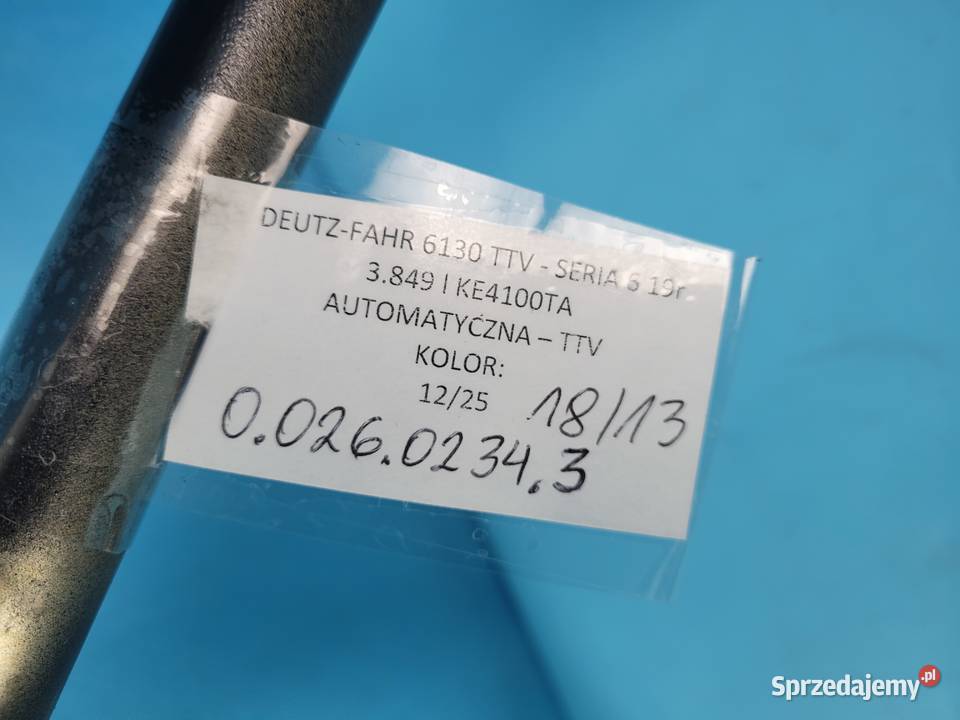 DEUTZ-FAHR 6130 TTV - SERIA 6 19r.
3.849 l KE4100TA
AUTOMATYCZNA – TTV
KOLOR:
12/25 18/13
0.026.0234.3
Sprzedajemy.pl